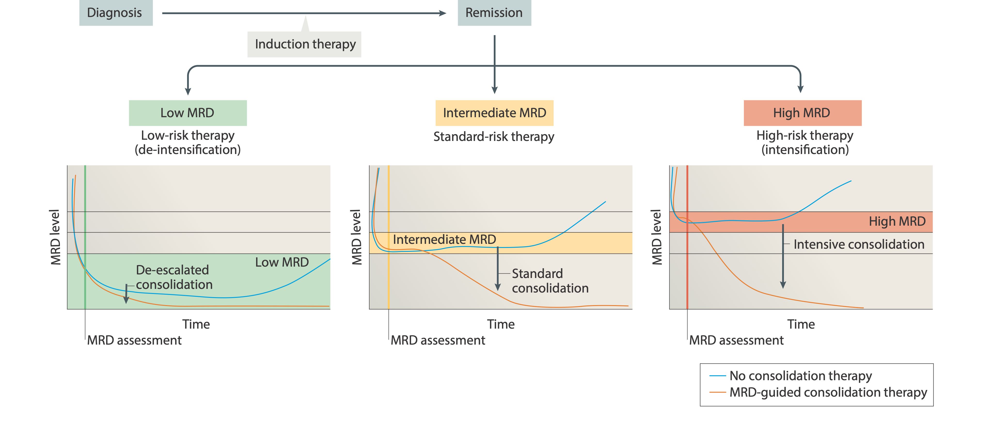 Diagnosis
Remission
Induction therapy
Low MRD
Low-risk therapy
(de-intensification)
Intermediate MRD
Standard-risk therapy
High MRD
High-risk therapy
(intensification)
MRD level
Low MRD
De-escalated
consolidation
Time
MRD assessment
MRD level
Intermediate MRD
Standard
consolidation
Time
MRD assessment
MRD level
High MRD
Intensive consolidation
Time
MRD assessment
No consolidation therapy
MRD-guided consolidation therapy